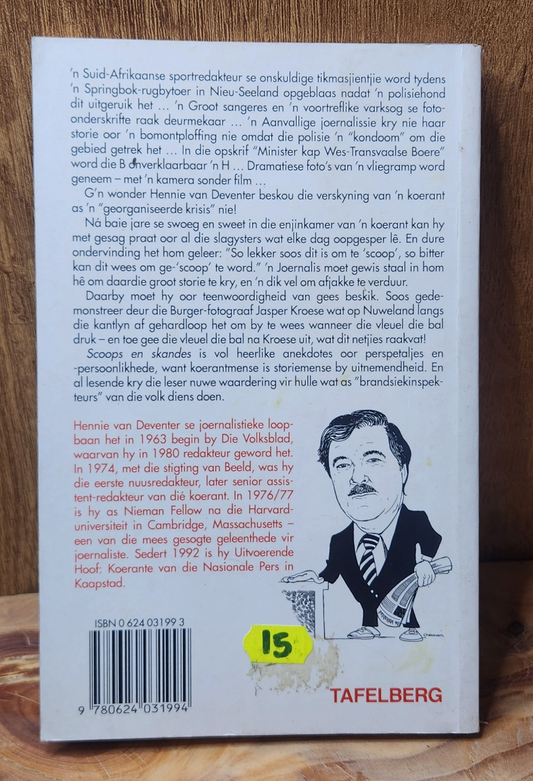 'n Suid-Afrikaanse sportredakteur se onskuldige tikmasjientjie word tydens
'n Springbok-rugbytoer in Nieu-Seeland opgeblaas nadat 'n polisiehond
dit uitgeruik het ... 'n Groot sangeres en 'n voortreflike varksog se foto-
onderskrifte raak deurmekaar ... 'n Aanvallige joernalissie kry nie haar
storie oor 'n bomontploffing nie omdat die polisie 'n "kondoom" om die
gebied getrek het ... In die opskrif "Minister kap Wes-Transvaalse Boere"
word die B onverklaarbaar 'n H ... Dramatiese foto's van 'n vliegramp word
geneem – met 'n kamera sonder film ...
G'n wonder Hennie van Deventer beskou die verskyning van 'n koerant
as 'n "georganiseerde krisis" nie!
Ná baie jare se swoeg en sweet in die enjinkamer van 'n koerant kan hy
met gesag praat oor al die slagysters wat elke dag oopgesper lê. En dure
ondervinding het hom geleer: "So lekker soos dit is om te 'scoop', so bitter
kan dit wees om ge-'scoop' te word." 'n Joernalis moet gewis staal in hom
hê om daardie groot storie te kry, en 'n dik vel om afjakke te verduur.
Daarby moet hy oor teenwoordigheid van gees beskik. Soos gede-
monstreer deur die Burger-fotograaf Jasper Kroese wat op Nuweland langs
die kantlyn af gehardloop het om by te wees wanneer die vleuel die bal
druk – en toe gee die vleuel die bal na Kroese uit, wat dit netjies raakvat!
Scoops en skandes is vol heerlike anekdotes oor perspetaljes en
-persoonlikhede, want koerantmense is storiemense by uitnemendheid. En
al lesende kry die leser nuwe waardering vir hulle wat as "brandsiekinspek-
teurs" van die volk diens doen.
Hennie van Deventer se joernalistieke loop-
baan het in 1963 begin by Die Volksblad,
waarvan hy in 1980 redakteur geword het.
In 1974, met die stigting van Beeld, was hy
die eerste nuusredakteur, later senior assis-
tent-redakteur van dié koerant. In 1976/77
is hy as Nieman Fellow na die Harvard-
universiteit in Cambridge, Massachusetts –
een van die mees gesogte geleenthede vir
joernaliste. Sedert 1992 is hy Uitvoerende
Hoof: Koerante van die Nasionale Pers in
Kaapstad.
ISBN 0 624 03199 3
9 780624 031994
15
TAFELBERG